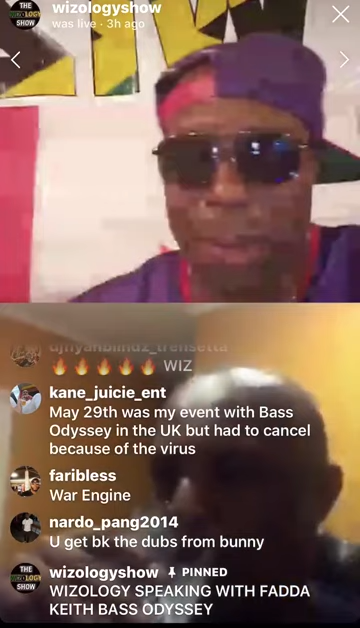 wizologyshow
was live · 3h ago
THE
SHOW
🔥🔥🔥🔥🔥 WIZ
kane_juicie_ent
May 29th was my event with Bass
Odyssey in the UK but had to cancel
because of the virus
faribless
War Engine
nardo_pang2014
U get bk the dubs from bunny
THE
SHOW
wizologyshow 📌 PINNED
WIZOLOGY SPEAKING WITH FADDA
KEITH BASS ODYSSEY